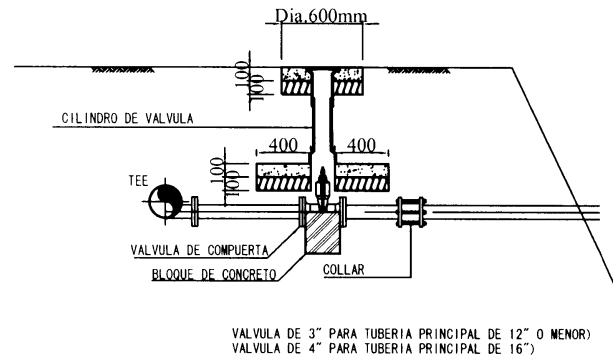 Dia.600mm
100
100
CILINDRO DE VALVULA
400
400
100
100
TEE
VALVULA DE COMPUERTA
BLOQUE DE CONCRETO
COLLAR
VALVULA DE 3" PARA TUBERIA PRINCIPAL DE 12" O MENOR)
VALVULA DE 4" PARA TUBERIA PRINCIPAL DE 16")